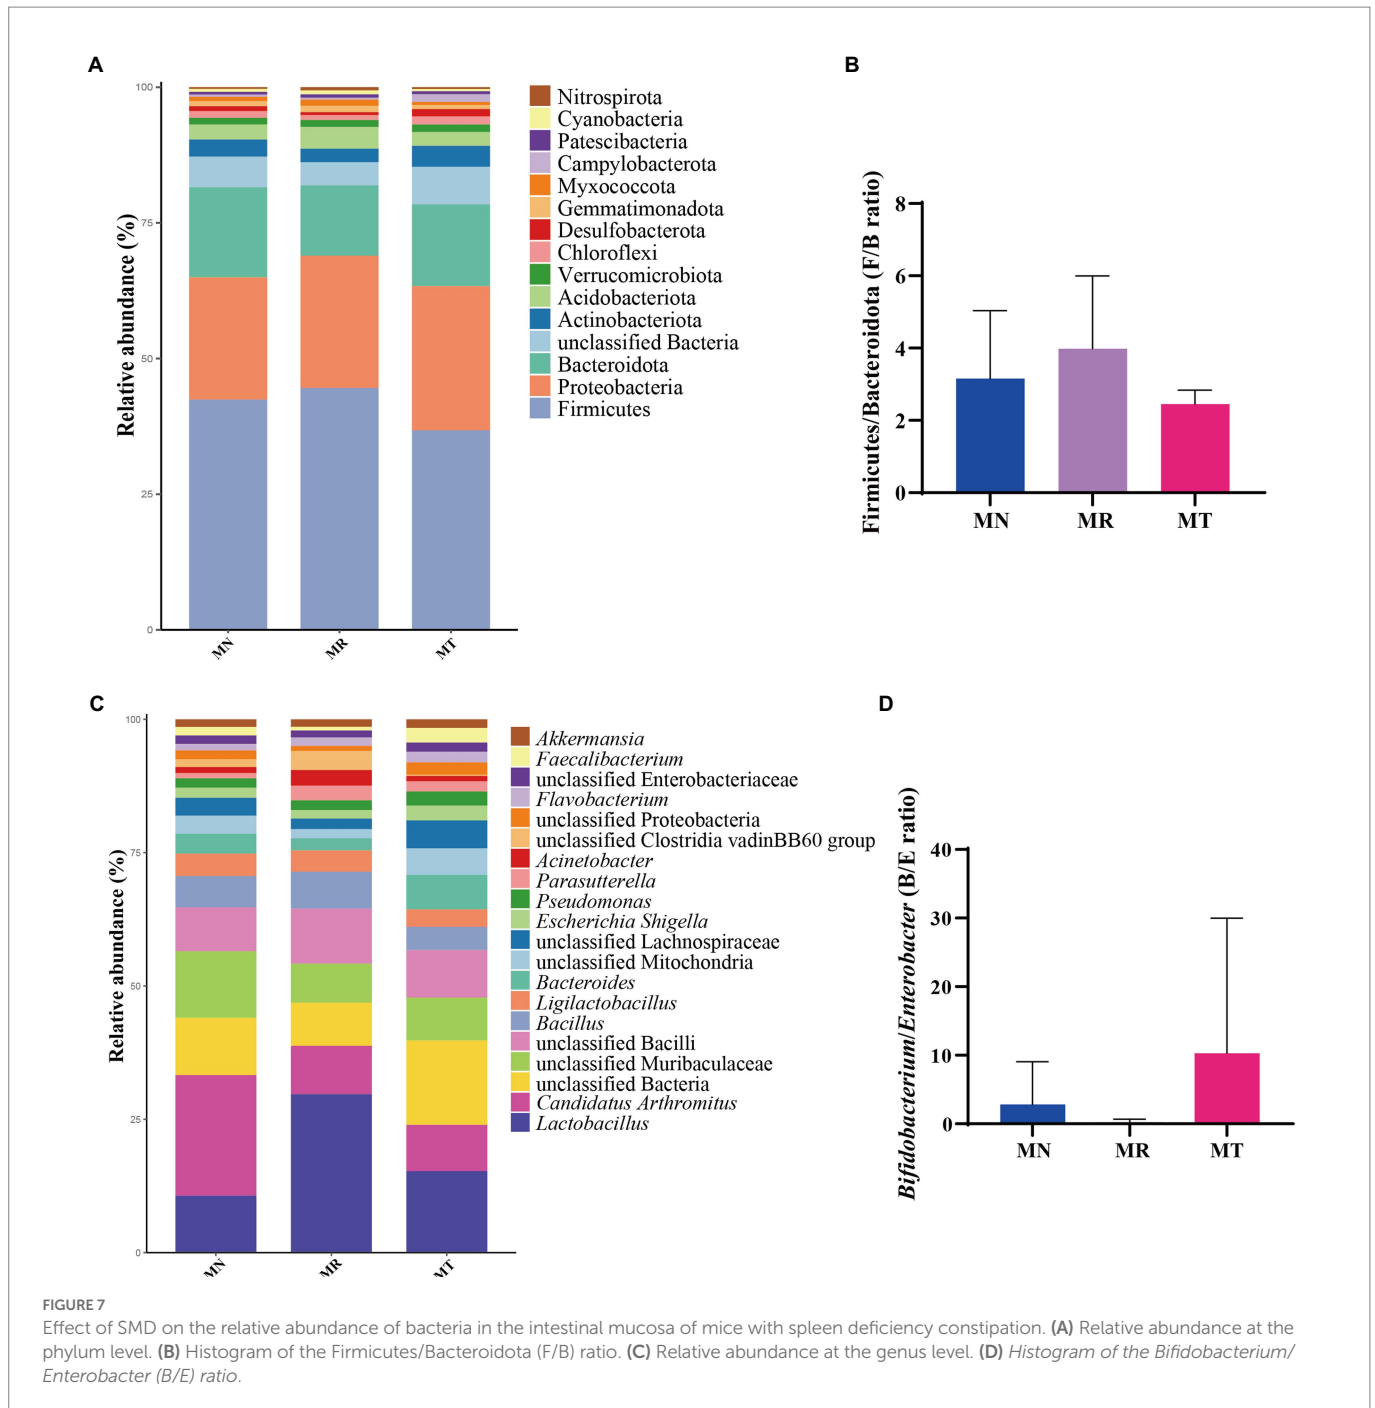 A
Relative abundance (%)
100
75
50
25
0
MN
MR
MT
Nitrospirota
Cyanobacteria
Patescibacteria
Campylobacterota
Myxococcota
Gemmatimonadota
Desulfobacterota
Chloroflexi
Verrucomicrobiota
Acidobacteriota
Actinobacteriota
unclassified Bacteria
Bacteroidota
Proteobacteria
Firmicutes
B
Firmicutes/Bacteroidota (F/B ratio)
8
6
4
2
0
MN
MR
MT
C
Relative abundance (%)
100
75
50
25
0
MN
MR
MT
Akkermansia
Faecalibacterium
unclassified Enterobacteriaceae
Flavobacterium
unclassified Proteobacteria
unclassified Clostridia vadinBB60 group
Acinetobacter
Parasutterella
Pseudomonas
Escherichia Shigella
unclassified Lachnospiraceae
unclassified Mitochondria
Bacteroides
Ligilactobacillus
Bacillus
unclassified Bacilli
unclassified Muribaculaceae
unclassified Bacteria
Candidatus Arthromitus
Lactobacillus
D
Bifidobacterium/Enterobacter (B/E ratio)
40
30
20
10
0
MN
MR
MT
FIGURE 7
Effect of SMD on the relative abundance of bacteria in the intestinal mucosa of mice with spleen deficiency constipation. (A) Relative abundance at the
phylum level. (B) Histogram of the Firmicutes/Bacteroidota (F/B) ratio. (C) Relative abundance at the genus level. (D) Histogram of the Bifidobacterium/
Enterobacter (B/E) ratio.